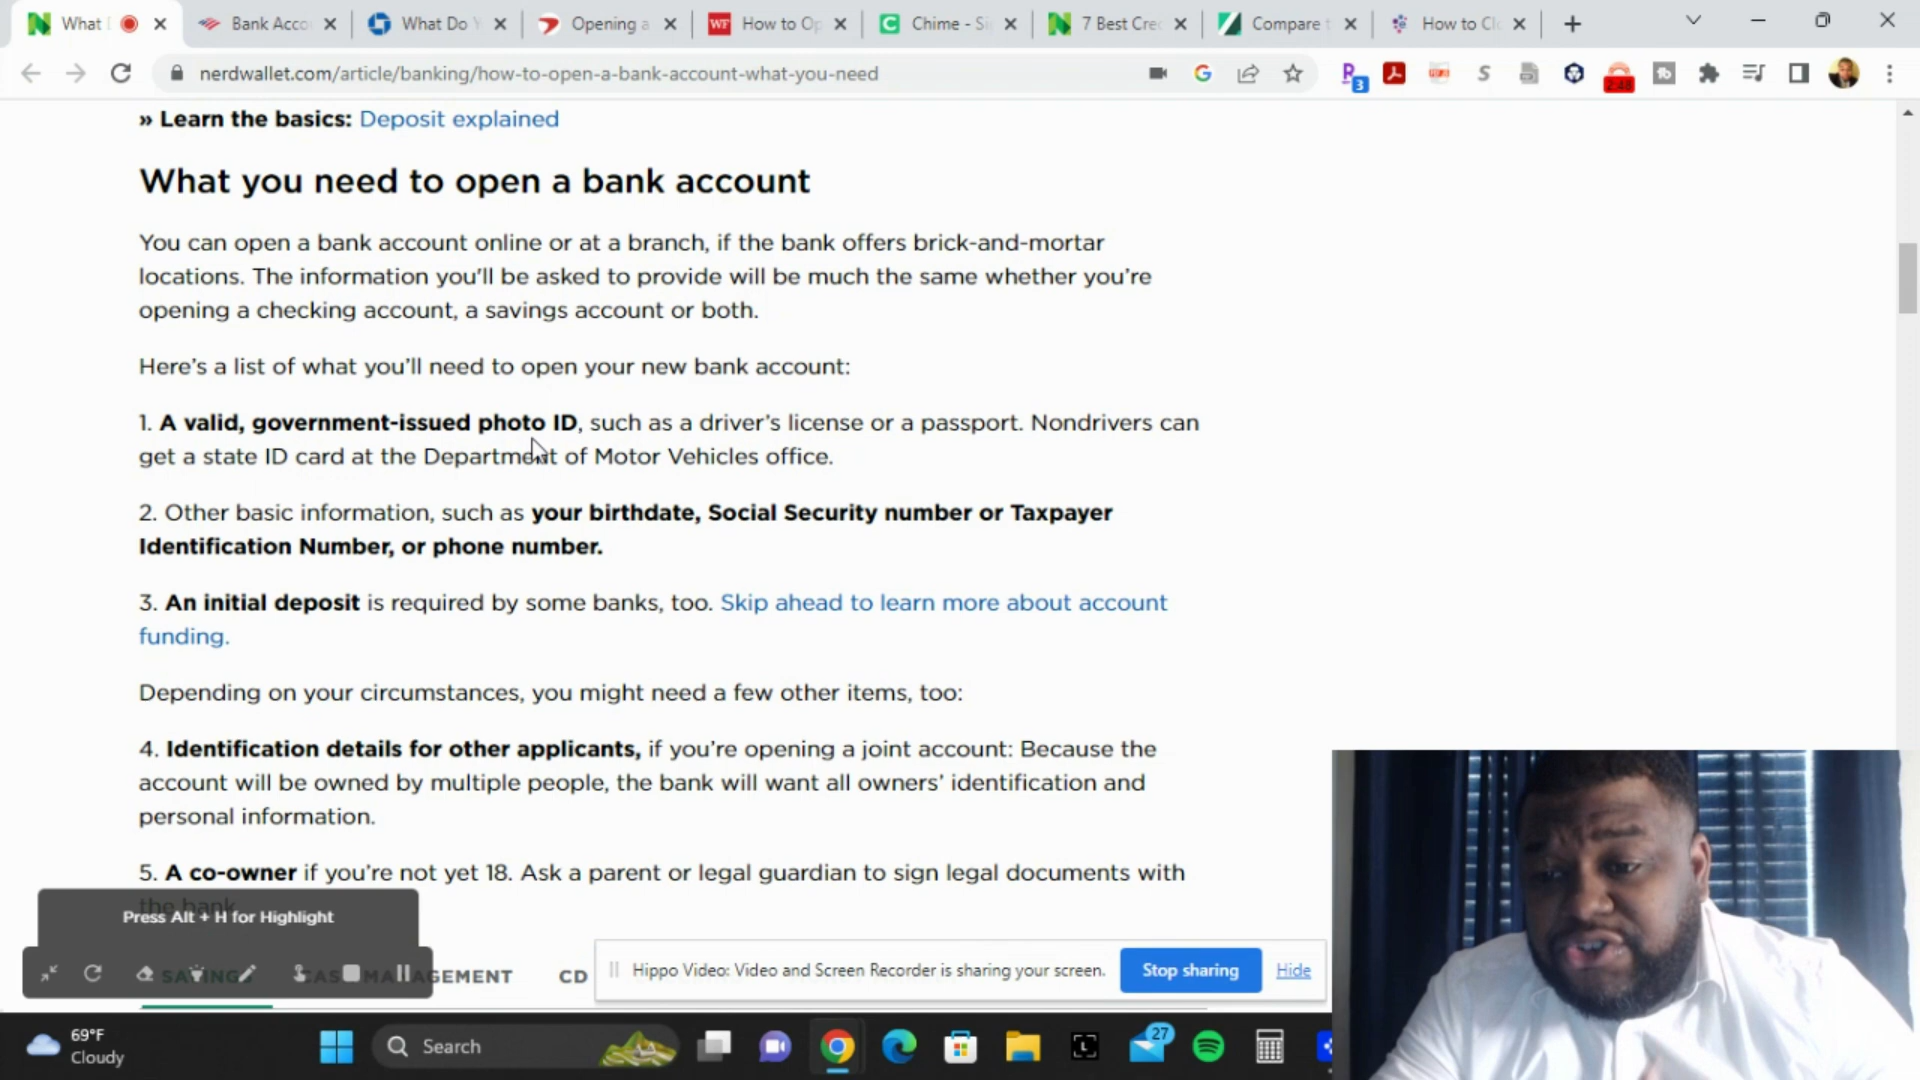 What
Bank Acco
What Do Y
Opening a
WF
How to Op
C
Chime - Si
7 Best Cre
Compare t
How to Cl
nerdwallet.com/article/banking/how-to-open-a-bank-account-what-you-need
3
2:48
» Learn the basics: Deposit explained
What you need to open a bank account
You can open a bank account online or at a branch, if the bank offers brick-and-mortar
locations. The information you'll be asked to provide will be much the same whether you're
opening a checking account, a savings account or both.
Here's a list of what you'll need to open your new bank account:
1. A valid, government-issued photo ID, such as a driver's license or a passport. Nondrivers can
get a state ID card at the Department of Motor Vehicles office.
2. Other basic information, such as your birthdate, Social Security number or Taxpayer
Identification Number, or phone number.
3. An initial deposit is required by some banks, too. Skip ahead to learn more about account
funding.
Depending on your circumstances, you might need a few other items, too:
4. Identification details for other applicants, if you're opening a joint account: Because the
account will be owned by multiple people, the bank will want all owners' identification and
personal information.
5. A co-owner if you're not yet 18. Ask a parent or legal guardian to sign legal documents with
the bank.
Press Alt + H for Highlight
SAVINGS CASH MANAGEMENT CD
Hippo Video: Video and Screen Recorder is sharing your screen.
Stop sharing
Hide
69°F
Cloudy
Search
27